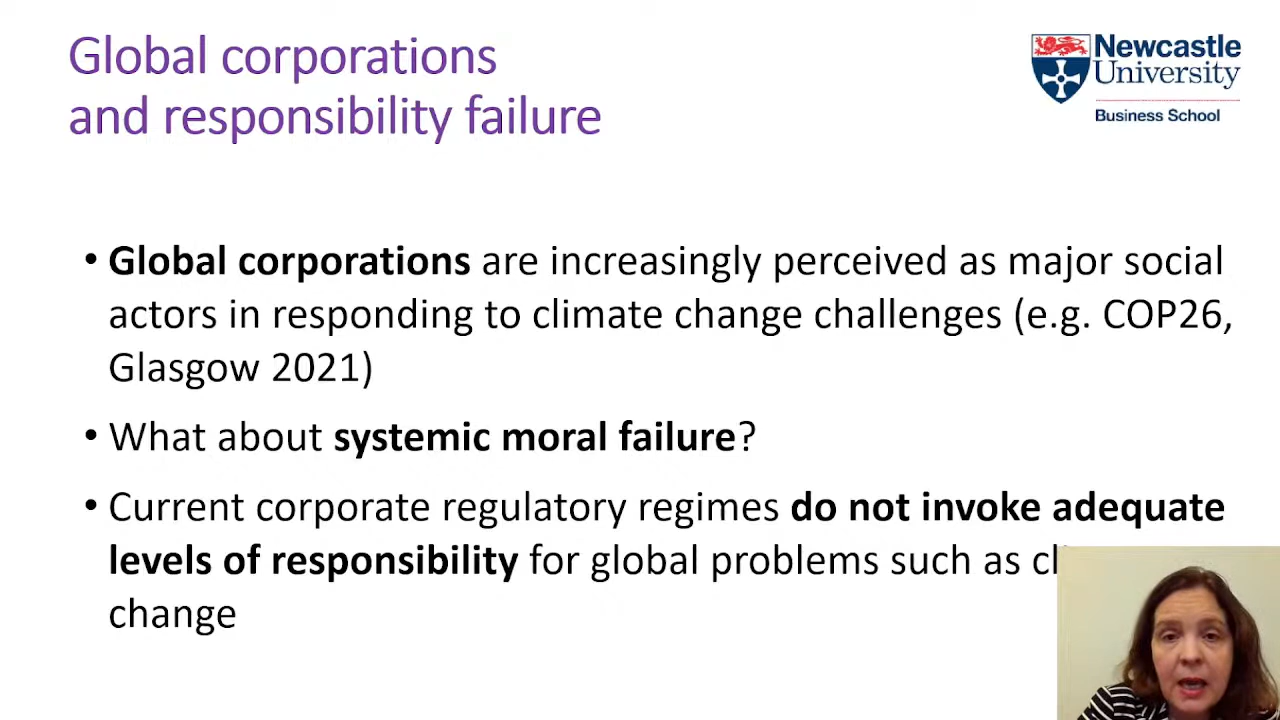 Global corporations
and responsibility failure
Newcastle
University
Business School
• Global corporations are increasingly perceived as major social
actors in responding to climate change challenges (e.g. COP26,
Glasgow 2021)
• What about systemic moral failure?
• Current corporate regulatory regimes do not invoke adequate
levels of responsibility for global problems such as
change